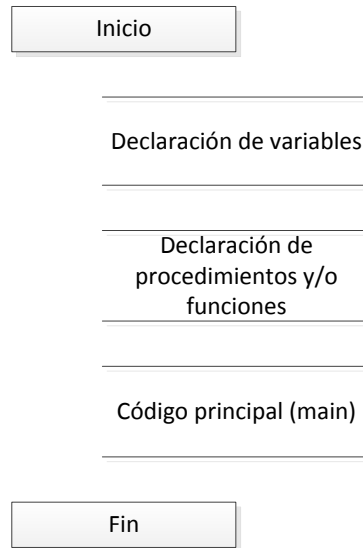 Inicio
Declaración de variables
Declaración de
procedimientos y/o
funciones
Código principal (main)
Fin